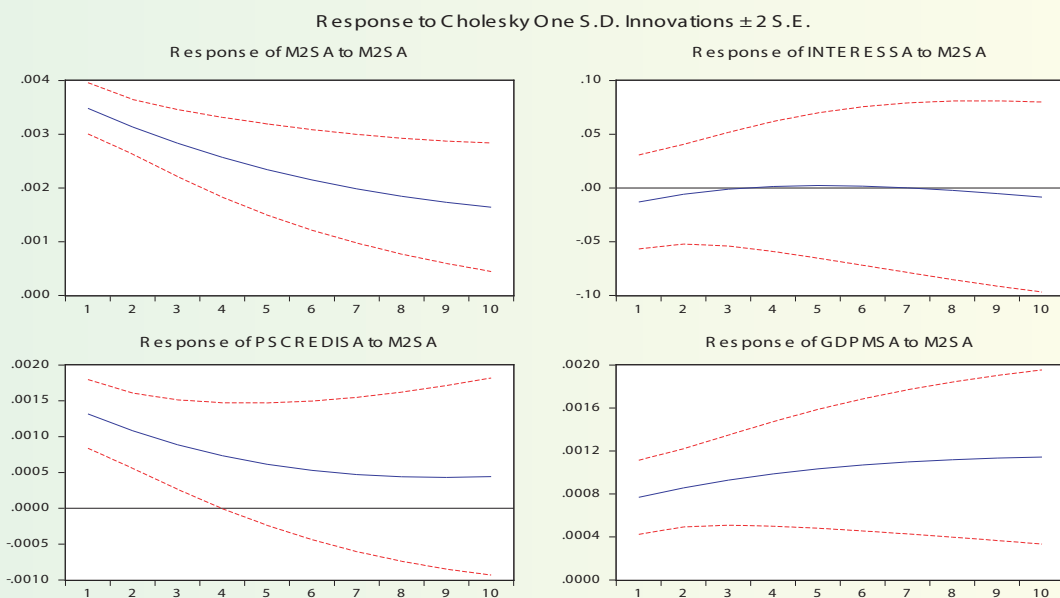 Response to Cholesky One S.D. Innovations ± 2 S.E.
Response of M2SA to M2SA
.004
.003
.002
.001
.000
1 2 3 4 5 6 7 8 9 10
Response of INTERESSA to M2SA
.10
.05
.00
-.05
-.10
1 2 3 4 5 6 7 8 9 10
Response of PSCREDISA to M2SA
.0020
.0015
.0010
.0005
.0000
-.0005
-.0010
1 2 3 4 5 6 7 8 9 10
Response of GDPMSA to M2SA
.0020
.0016
.0012
.0008
.0004
.0000
1 2 3 4 5 6 7 8 9 10